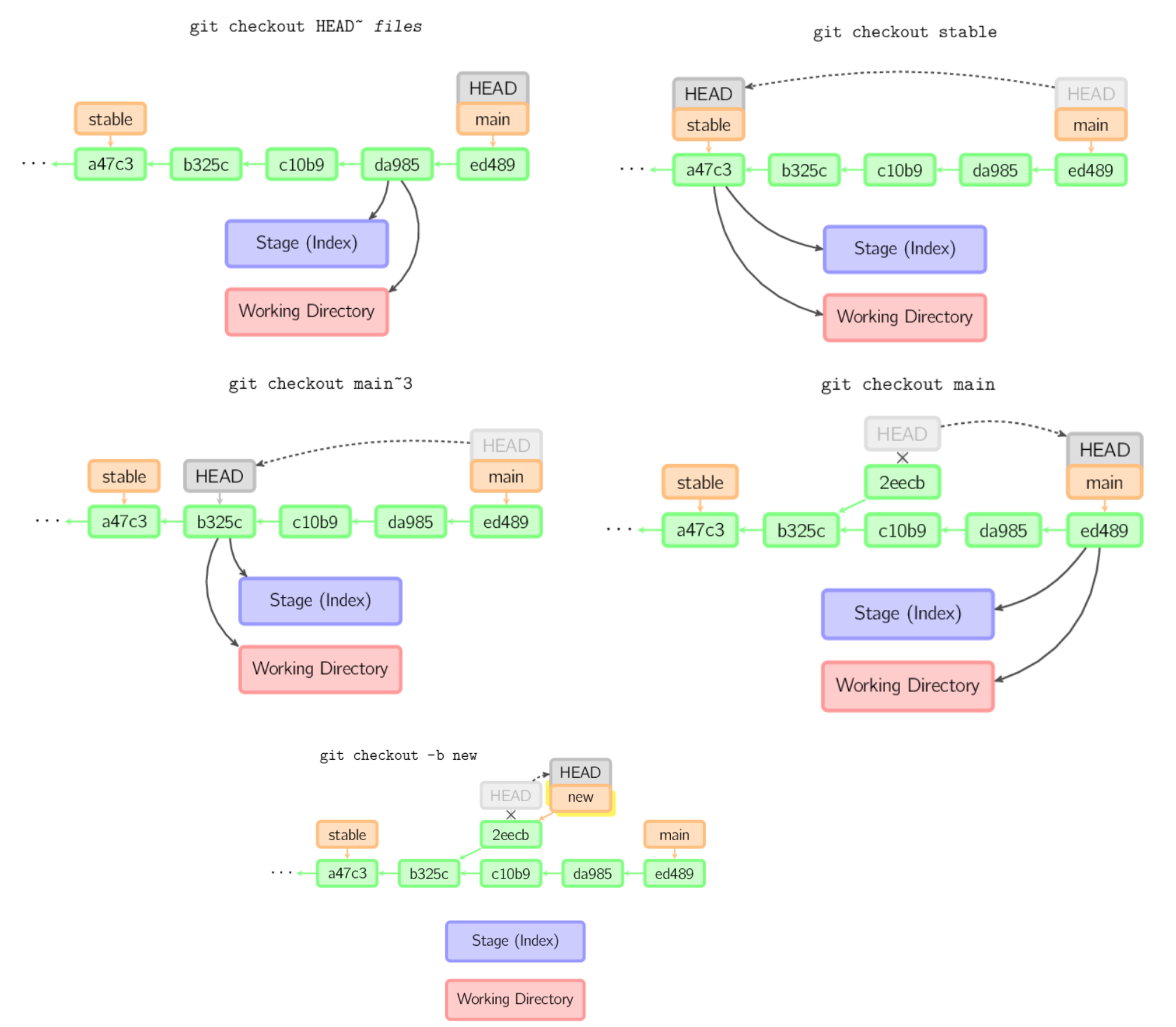 git checkout HEAD~ files
HEAD
stable
main
··· a47c3 b325c c10b9 da985 ed489
Stage (Index)
Working Directory
git checkout stable
HEAD HEAD
stable main
··· a47c3 b325c c10b9 da985 ed489
Stage (Index)
Working Directory
git checkout main~3
HEAD
stable HEAD main
··· a47c3 b325c c10b9 da985 ed489
Stage (Index)
Working Directory
git checkout main
HEAD
HEAD
stable 2eecb main
··· a47c3 b325c c10b9 da985 ed489
Stage (Index)
Working Directory
git checkout -b new
HEAD
HEAD new
stable 2eecb main
··· a47c3 b325c c10b9 da985 ed489
Stage (Index)
Working Directory